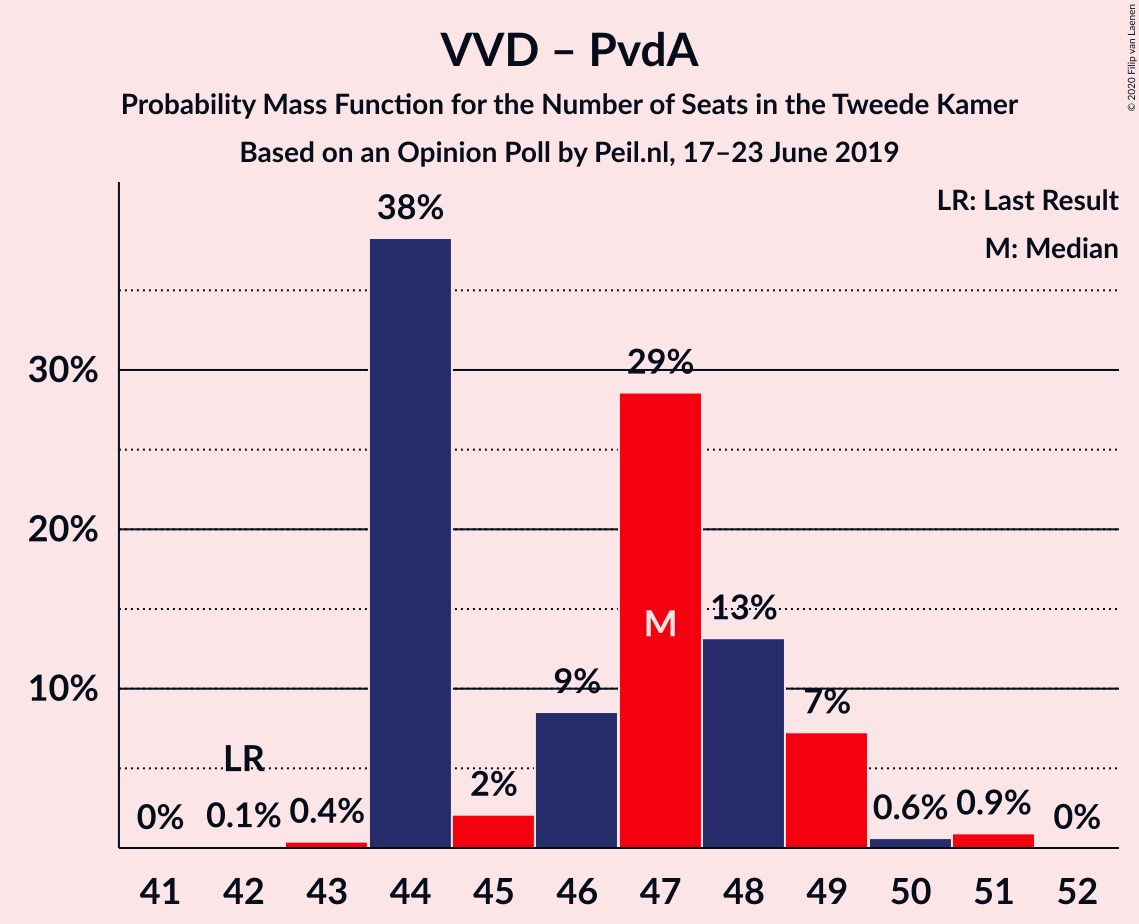 VVD – PvdA
Probability Mass Function for the Number of Seats in the Tweede Kamer
Based on an Opinion Poll by Peil.nl, 17–23 June 2019
© 2020 Filip van Laenen
LR: Last Result
M: Median
38%
30%
29%
20%
M
13%
10%
9%
7%
LR
2%
0%
0.1%
0.4%
0.6%
0.9%
0%
41 42 43 44 45 46 47 48 49 50 51 52